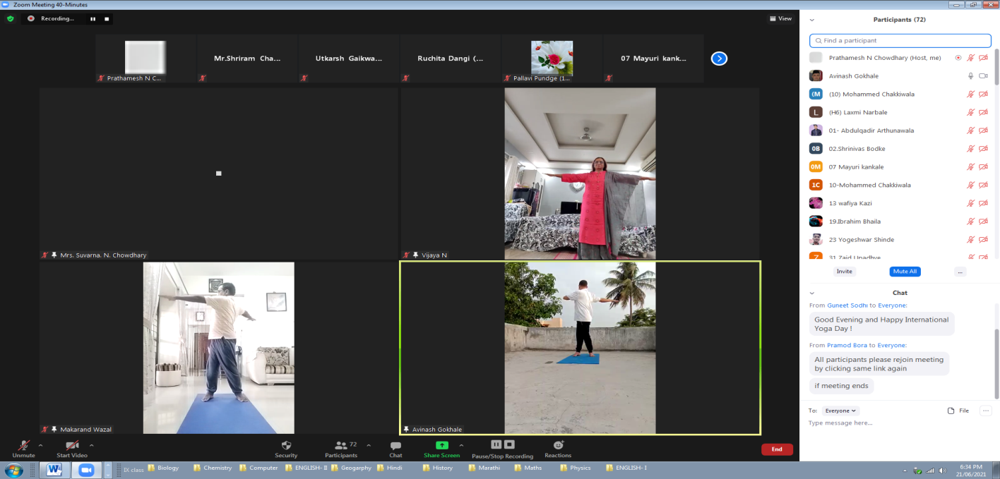 Zoom Meeting 40-Minutes
Recording...
View
Prathamesh N C...
Mr.Shriram Cha...
Utkarsh Gaikwa...
Ruchita Dangi (...
Pallavi Pundge (1...
07 Mayuri kank...
Mrs. Suvarna. N. Chowdhary
Vijaya N
Makarand Wazal
Avinash Gokhale
Participants (72)
Find a participant
Prathamesh N Chowdhary (Host, me)
Avinash Gokhale
(M (10) Mohammed Chakkiwala
L (H6) Laxmi Narbale
01- Abdulqadir Arthunawala
0B 02.Shrinivas Bodke
0M 07 Mayuri kankale
1C 10-Mohammed Chakkiwala
13 wafiya Kazi
19.Ibrahim Bhaila
23 Yogeshwar Shinde
Z 31 Zaid Upadhye
Invite
Mute All
...
Chat
From Guneet Sodhi to Everyone:
Good Evening and Happy International
Yoga Day !
From Pramod Bora to Everyone:
All participants please rejoin meeting
by clicking same link again
if meeting ends
To: Everyone
File
...
Type message here...
Unmute
Start Video
Security
72
Participants
Chat
Share Screen
Pause/Stop Recording
Reactions
End
W
IX class
Biology
Chemistry
Computer
ENGLISH- II
Geogarphy
Hindi
History
Marathi
Maths
Physics
ENGLISH- I
6:34 PM
21/06/2021